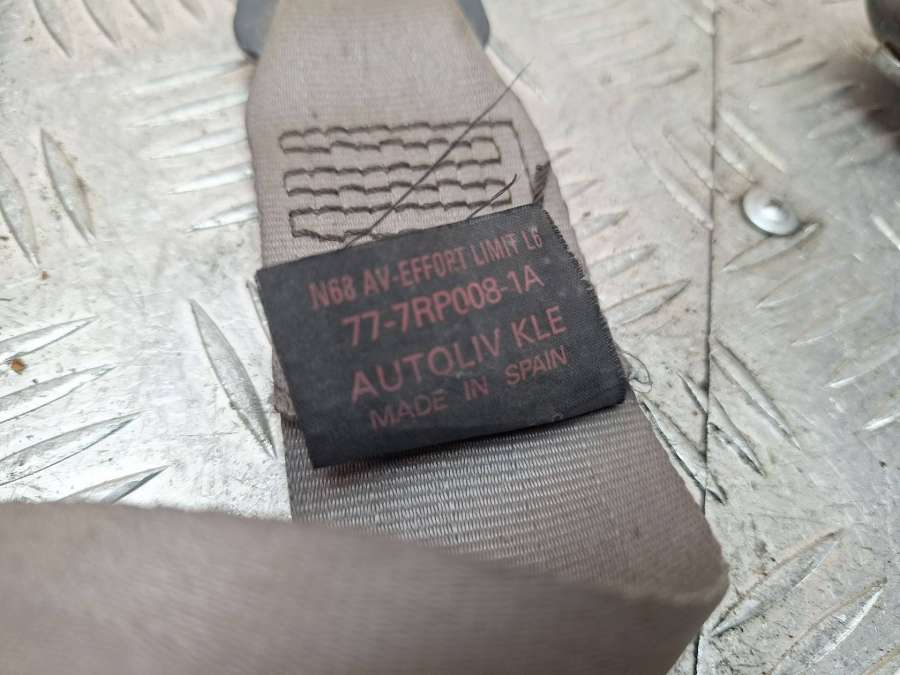 N68 AV-EFFORT LIMIT L6
77-7RP008-1A
AUTOLIV KLE
MADE IN SPAIN